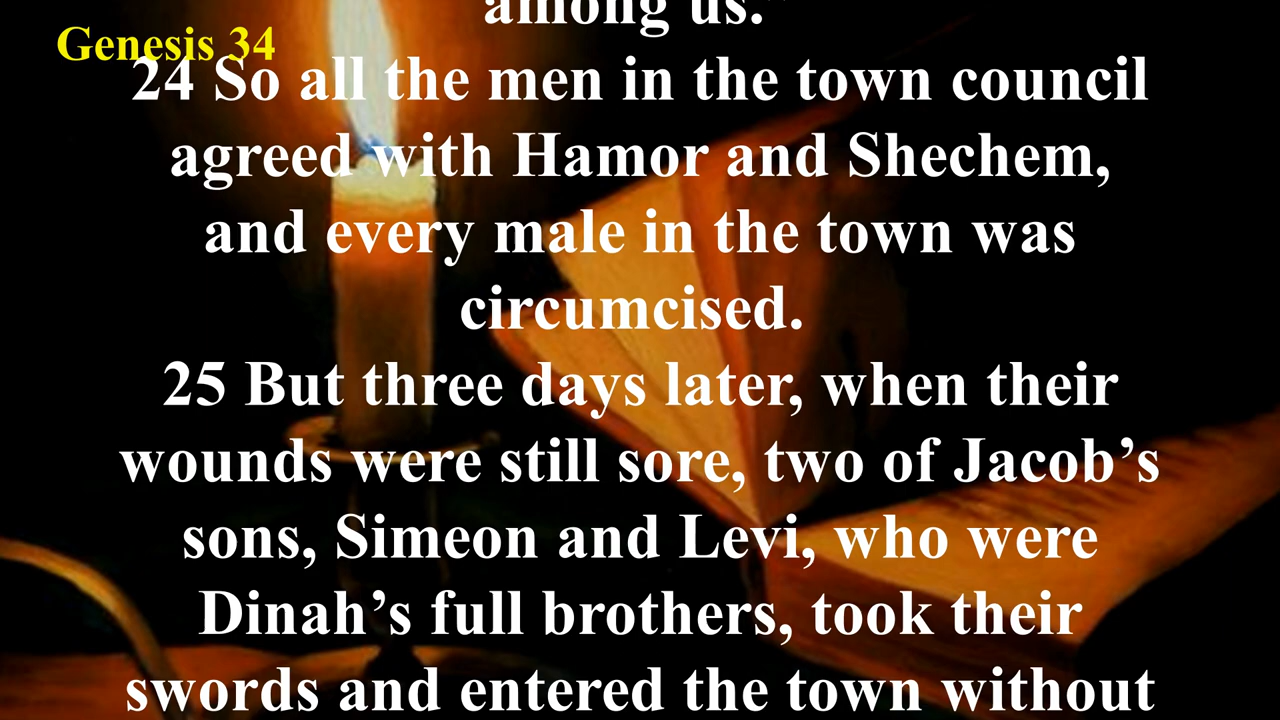 among us.”
Genesis 34
24 So all the men in the town council
agreed with Hamor and Shechem,
and every male in the town was
circumcised.
25 But three days later, when their
wounds were still sore, two of Jacob’s
sons, Simeon and Levi, who were
Dinah’s full brothers, took their
swords and entered the town without